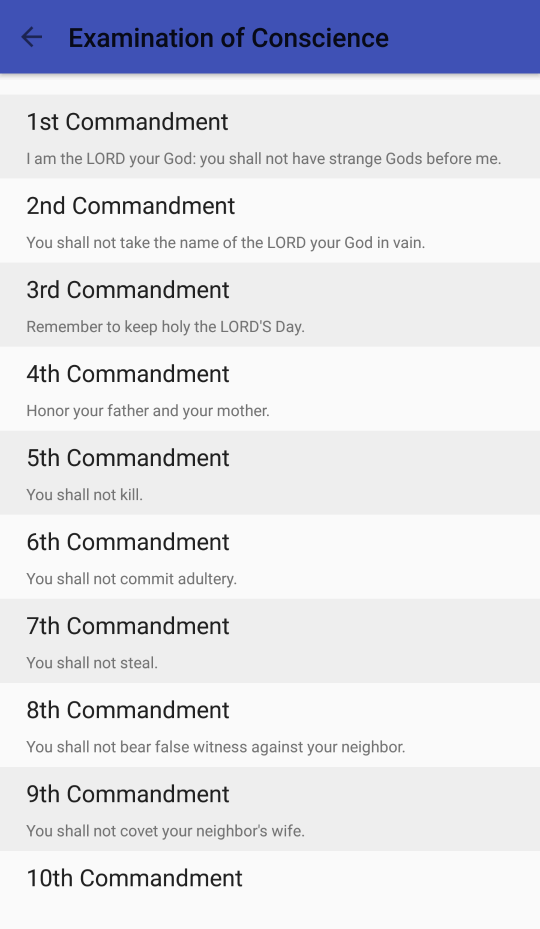 Examination of Conscience
1st Commandment
I am the LORD your God: you shall not have strange Gods before me.
2nd Commandment
You shall not take the name of the LORD your God in vain.
3rd Commandment
Remember to keep holy the LORD'S Day.
4th Commandment
Honor your father and your mother.
5th Commandment
You shall not kill.
6th Commandment
You shall not commit adultery.
7th Commandment
You shall not steal.
8th Commandment
You shall not bear false witness against your neighbor.
9th Commandment
You shall not covet your neighbor's wife.
10th Commandment